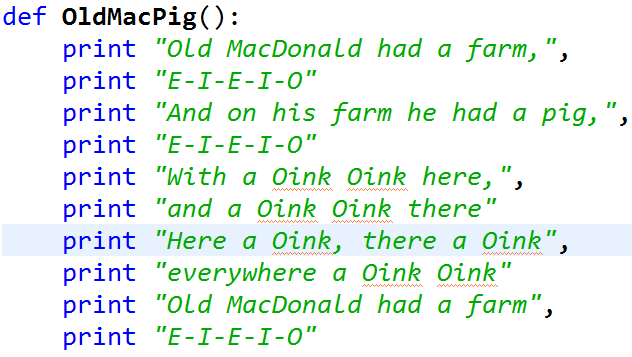 def OldMacPig():
    print "Old MacDonald had a farm,",
    print "E-I-E-I-O"
    print "And on his farm he had a pig,",
    print "E-I-E-I-O"
    print "With a Oink Oink here,",
    print "and a Oink Oink there"
    print "Here a Oink, there a Oink",
    print "everywhere a Oink Oink"
    print "Old MacDonald had a farm",
    print "E-I-E-I-O"